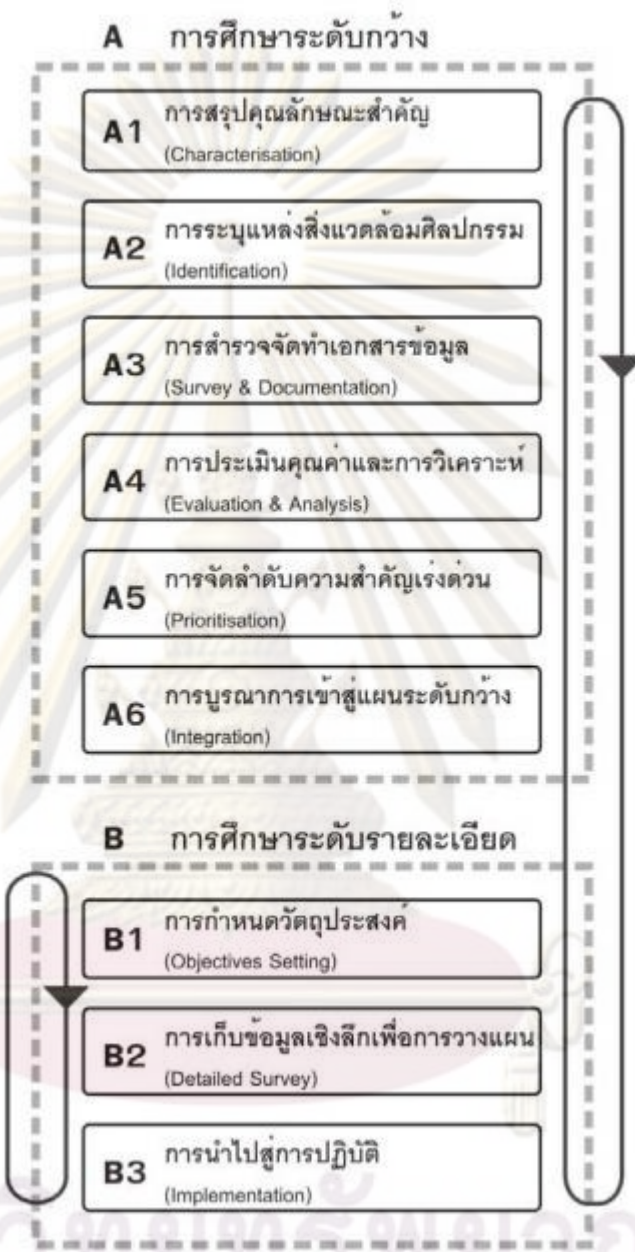 A การศึกษาระดับกว้าง
A1 การสรุปคุณลักษณะสำคัญ
(Characterisation)
A2 การระบุแหล่งสิ่งแวดล้อมศิลปกรรม
(Identification)
A3 การสำรวจจัดทำเอกสารข้อมูล
(Survey & Documentation)
A4 การประเมินคุณค่าและการวิเคราะห์
(Evaluation & Analysis)
A5 การจัดลำดับความสำคัญเร่งด่วน
(Prioritisation)
A6 การบูรณาการเข้าสู่แผนระดับกว้าง
(Integration)
B การศึกษาระดับรายละเอียด
B1 การกำหนดวัตถุประสงค์
(Objectives Setting)
B2 การเก็บข้อมูลเชิงลึกเพื่อการวางแผน
(Detailed Survey)
B3 การนำไปสู่การปฏิบัติ
(Implementation)